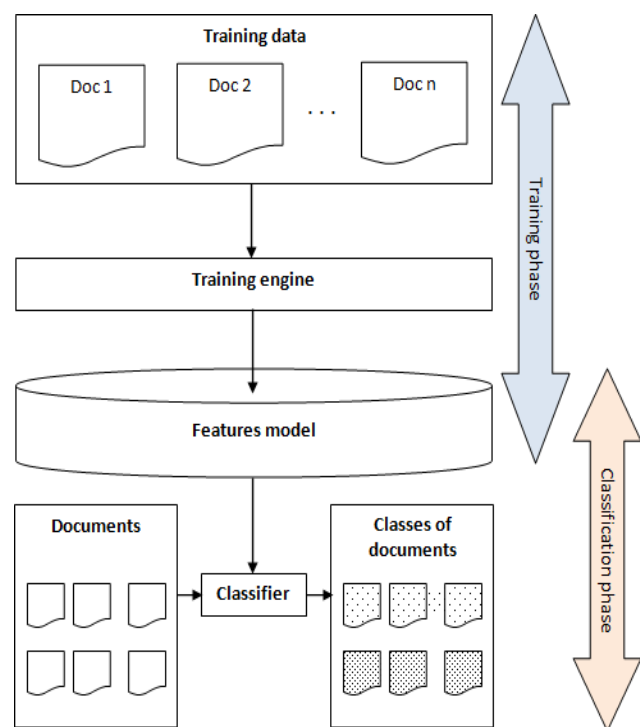 Training data
Doc 1
Doc 2
. . .
Doc n
Training engine
Features model
Documents
Classifier
Classes of
documents
Training phase
Classification phase